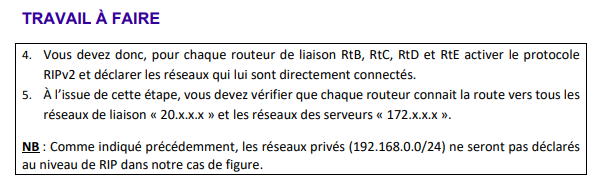 TRAVAIL À FAIRE
4. Vous devez donc, pour chaque routeur de liaison RtB, RtC, RtD et RtE activer le protocole
RIPv2 et déclarer les réseaux qui lui sont directement connectés.
5. À l’issue de cette étape, vous devez vérifier que chaque routeur connait la route vers tous les
réseaux de liaison « 20.x.x.x » et les réseaux des serveurs « 172.x.x.x ».
NB : Comme indiqué précédemment, les réseaux privés (192.168.0.0/24) ne seront pas déclarés
au niveau de RIP dans notre cas de figure.